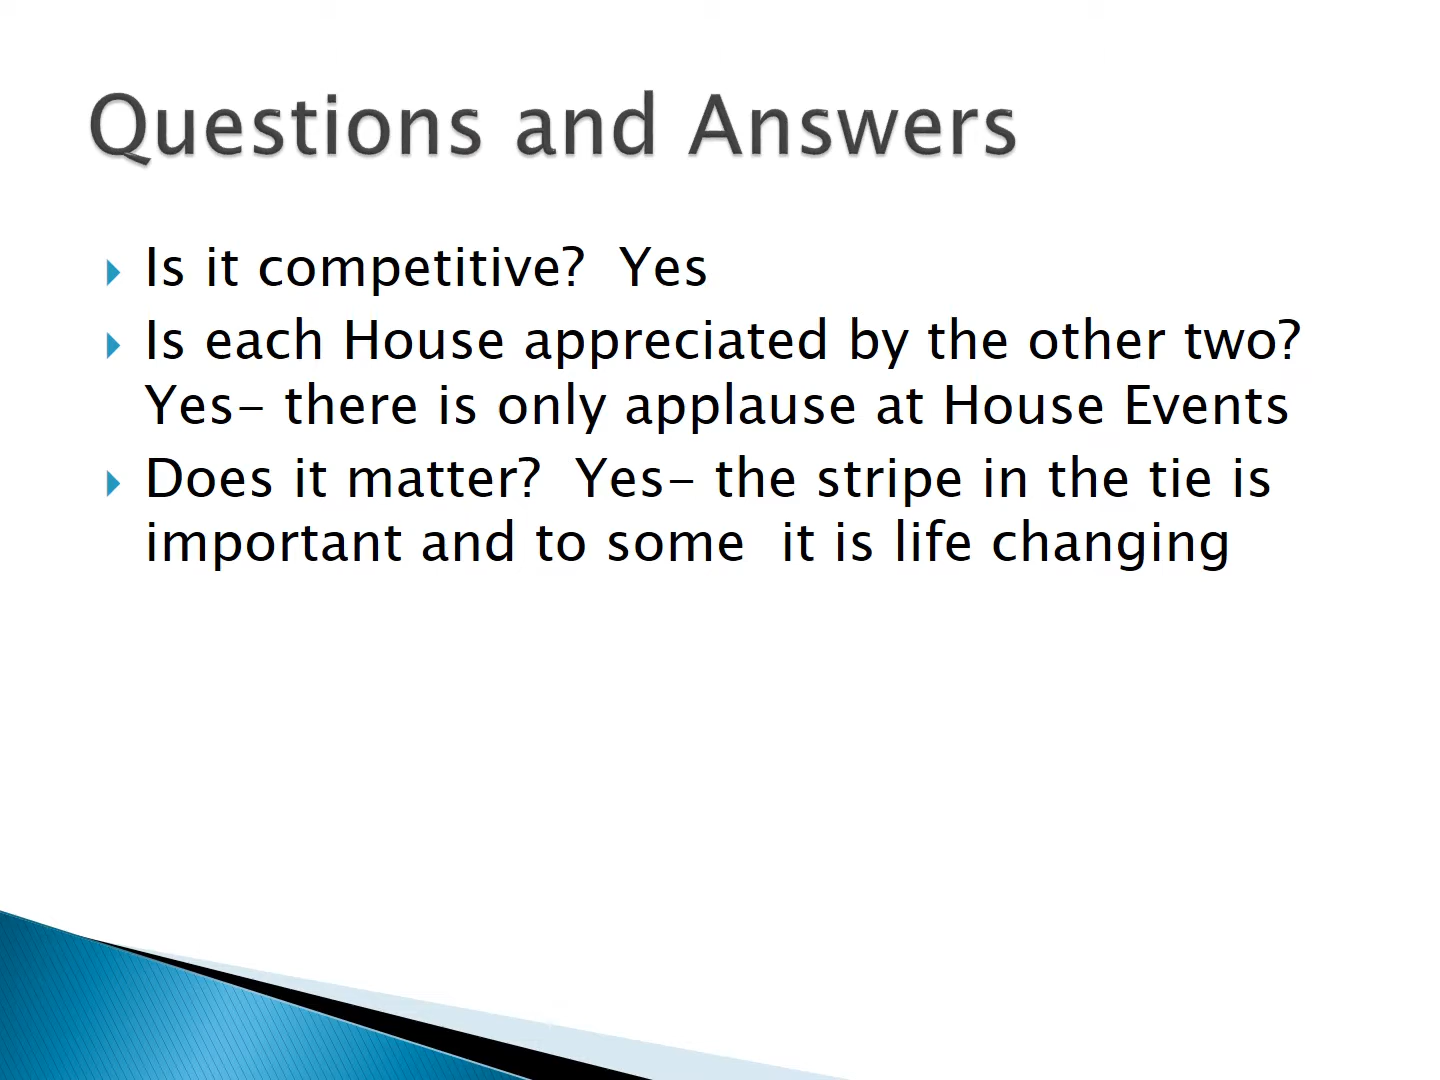 Questions and Answers
Is it competitive?  Yes
Is each House appreciated by the other two?
Yes- there is only applause at House Events
Does it matter?  Yes- the stripe in the tie is
important and to some  it is life changing